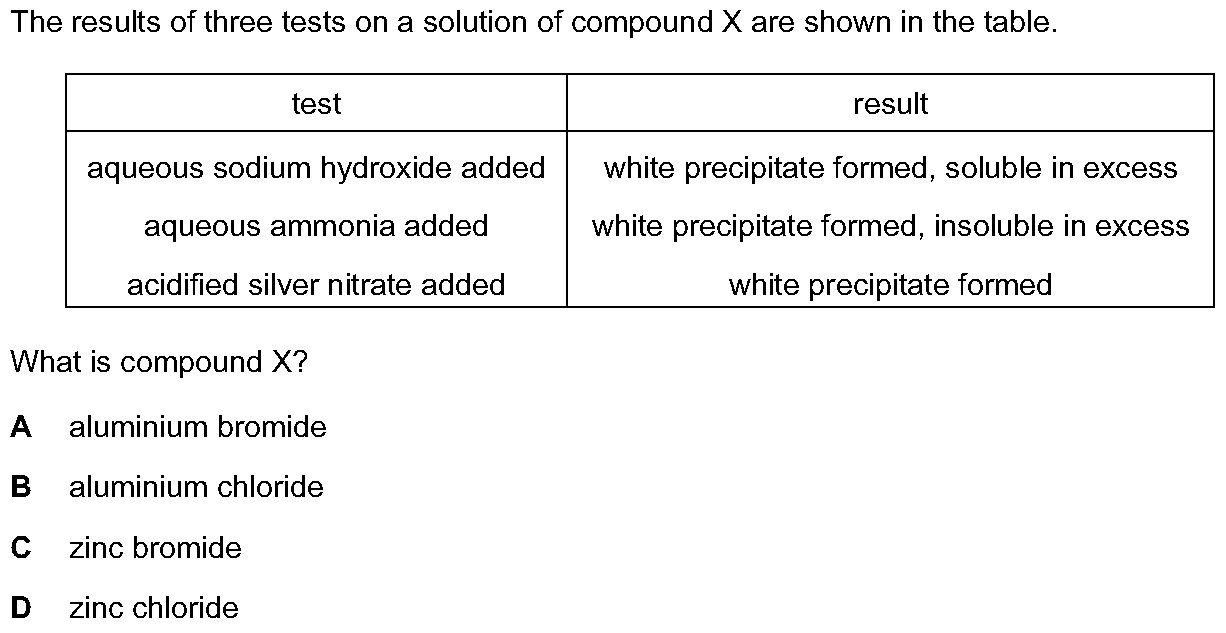 The results of three tests on a solution of compound X are shown in the table.
test result
aqueous sodium hydroxide added white precipitate formed, soluble in excess
aqueous ammonia added white precipitate formed, insoluble in excess
acidified silver nitrate added white precipitate formed
What is compound X?
A aluminium bromide
B aluminium chloride
C zinc bromide
D zinc chloride